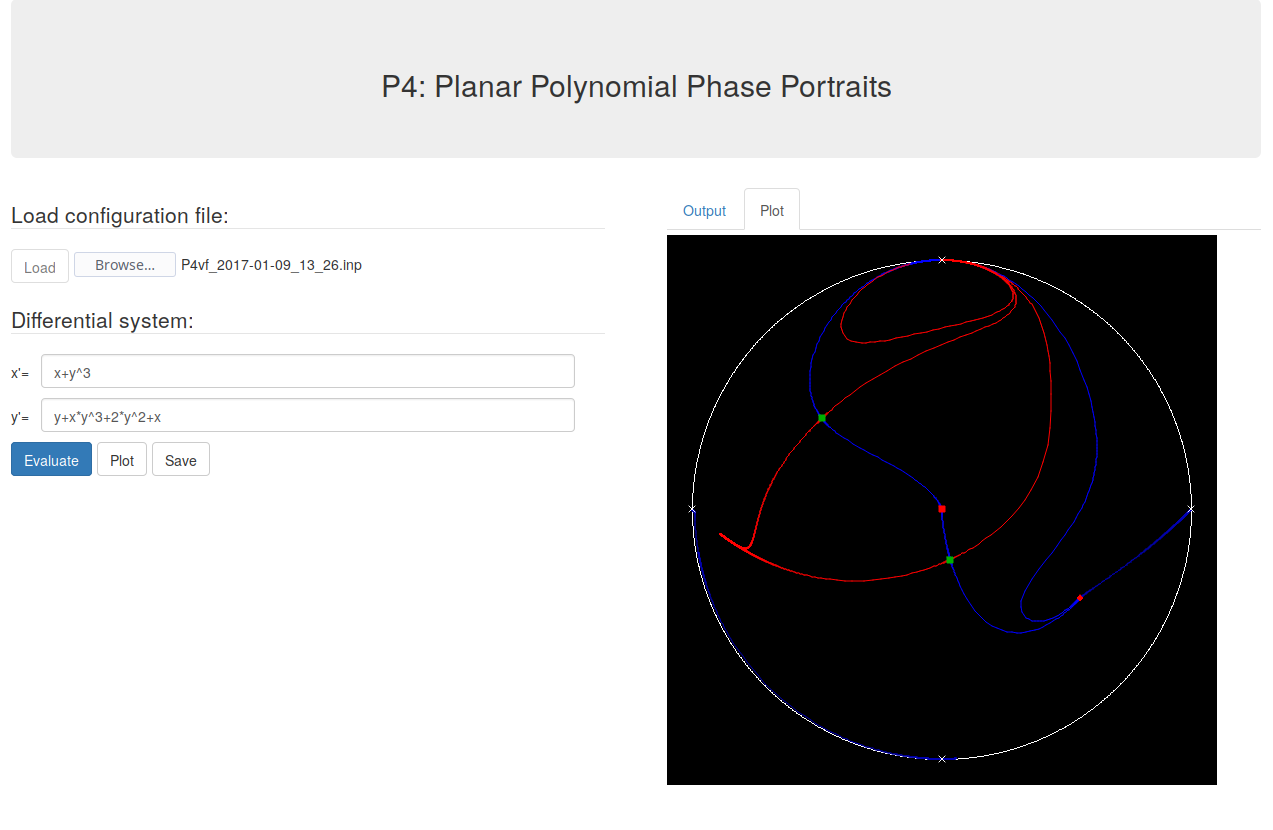 P4: Planar Polynomial Phase Portraits
Load configuration file:
Load Browse... P4vf_2017-01-09_13_26.inp
Differential system:
x'= x+y^3
y'= y+x*y^3+2*y^2+x
Evaluate Plot Save
Output Plot